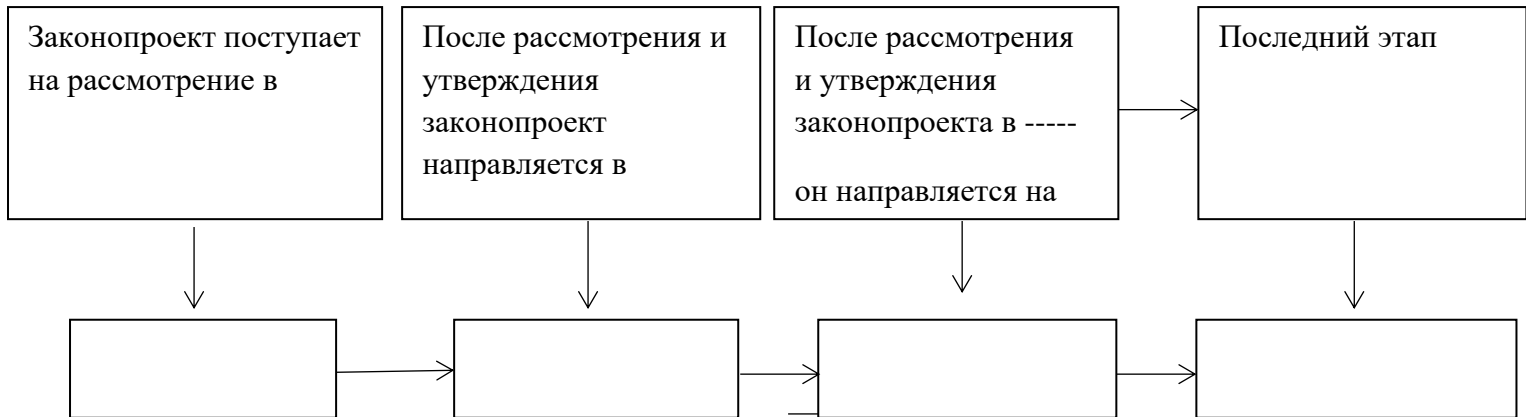 Законопроект поступает
на рассмотрение в
После рассмотрения и
утверждения
законопроект
направляется в
После рассмотрения
и утверждения
законопроекта в -----
он направляется на
Последний этап